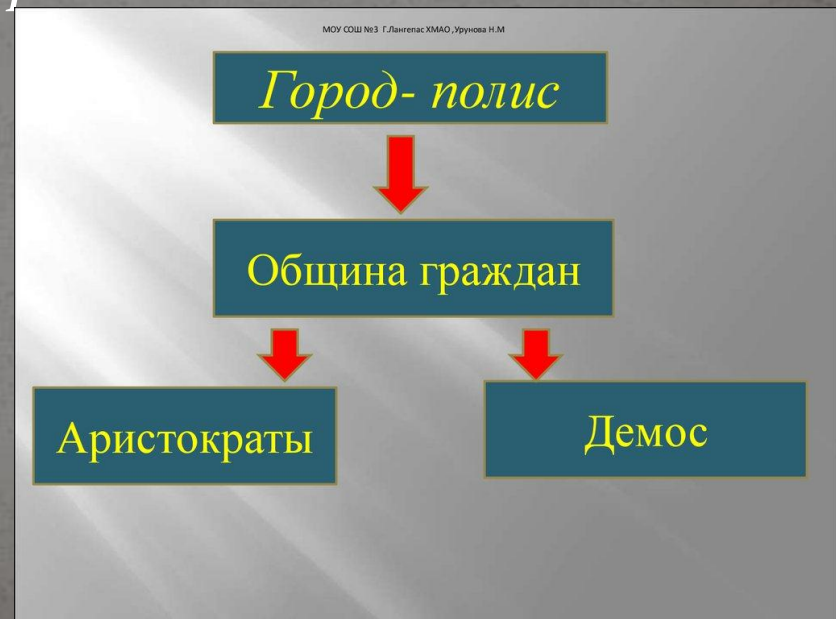 МОУ СОШ №3 Г.Лангепас ХМАО ,Урунова Н.М
Город- полис
Община граждан
Аристократы
Демос